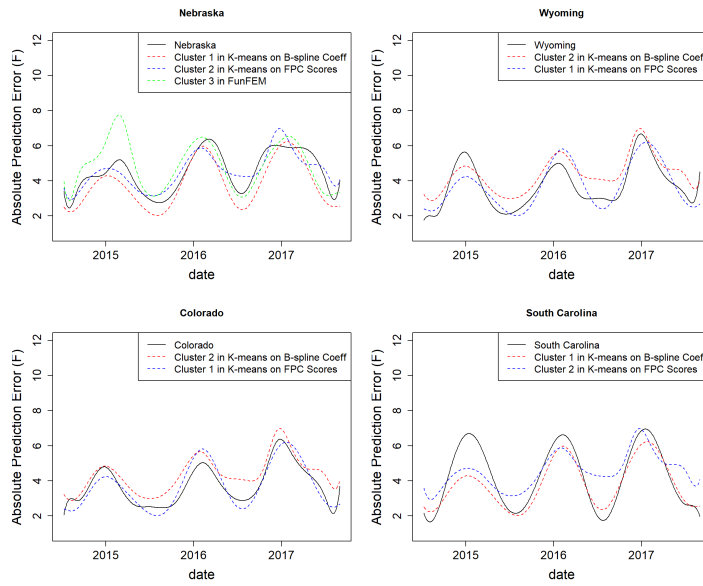 Nebraska
Absolute Prediction Error (F)
12
10
8
6
4
2
Nebraska
Cluster 1 in K-means on B-spline Coeff
Cluster 2 in K-means on FPC Scores
Cluster 3 in FunFEM
2015
2016
2017
date
Wyoming
Absolute Prediction Error (F)
12
10
8
6
4
2
Wyoming
Cluster 2 in K-means on B-spline Coeff
Cluster 1 in K-means on FPC Scores
2015
2016
2017
date
Colorado
Absolute Prediction Error (F)
12
10
8
6
4
2
Colorado
Cluster 2 in K-means on B-spline Coeff
Cluster 1 in K-means on FPC Scores
2015
2016
2017
date
South Carolina
Absolute Prediction Error (F)
12
10
8
6
4
2
South Carolina
Cluster 1 in K-means on B-spline Coeff
Cluster 2 in K-means on FPC Scores
2015
2016
2017
date